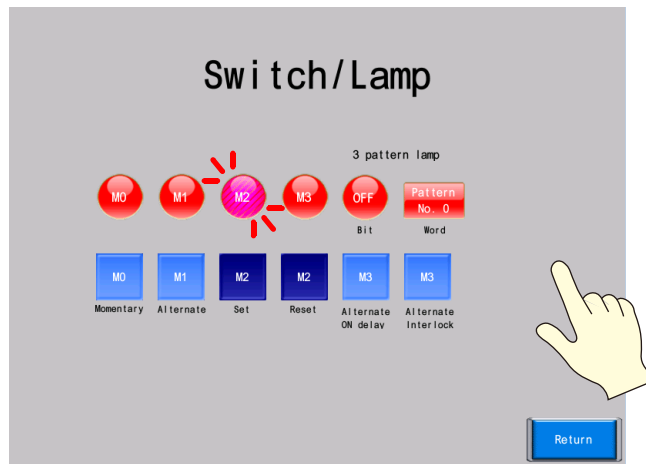 Switch/Lamp
3 pattern lamp
M0 M1 M2 M3 OFF Pattern
No. 0
Bit Word
M0 M1 M2 M2 M3 M3
Momentary Alternate Set Reset Alternate Alternate
ON delay Interlock
Return